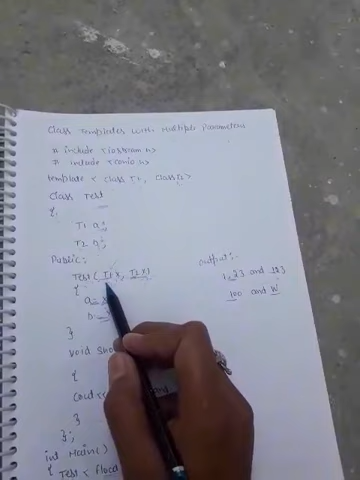 Class Templates with Multiple Parameters
# include <iostream.h>
# include <conio.h>
template < class T1, class T2>
Class Test
{
T1 a;
T2
Public:
Test ( T1 x, T2 y)
{
a =
b =
}
void sho
{
cout <<
}
};
int Main()
{ Test < float
output:-
1.23 and 123
100 and W